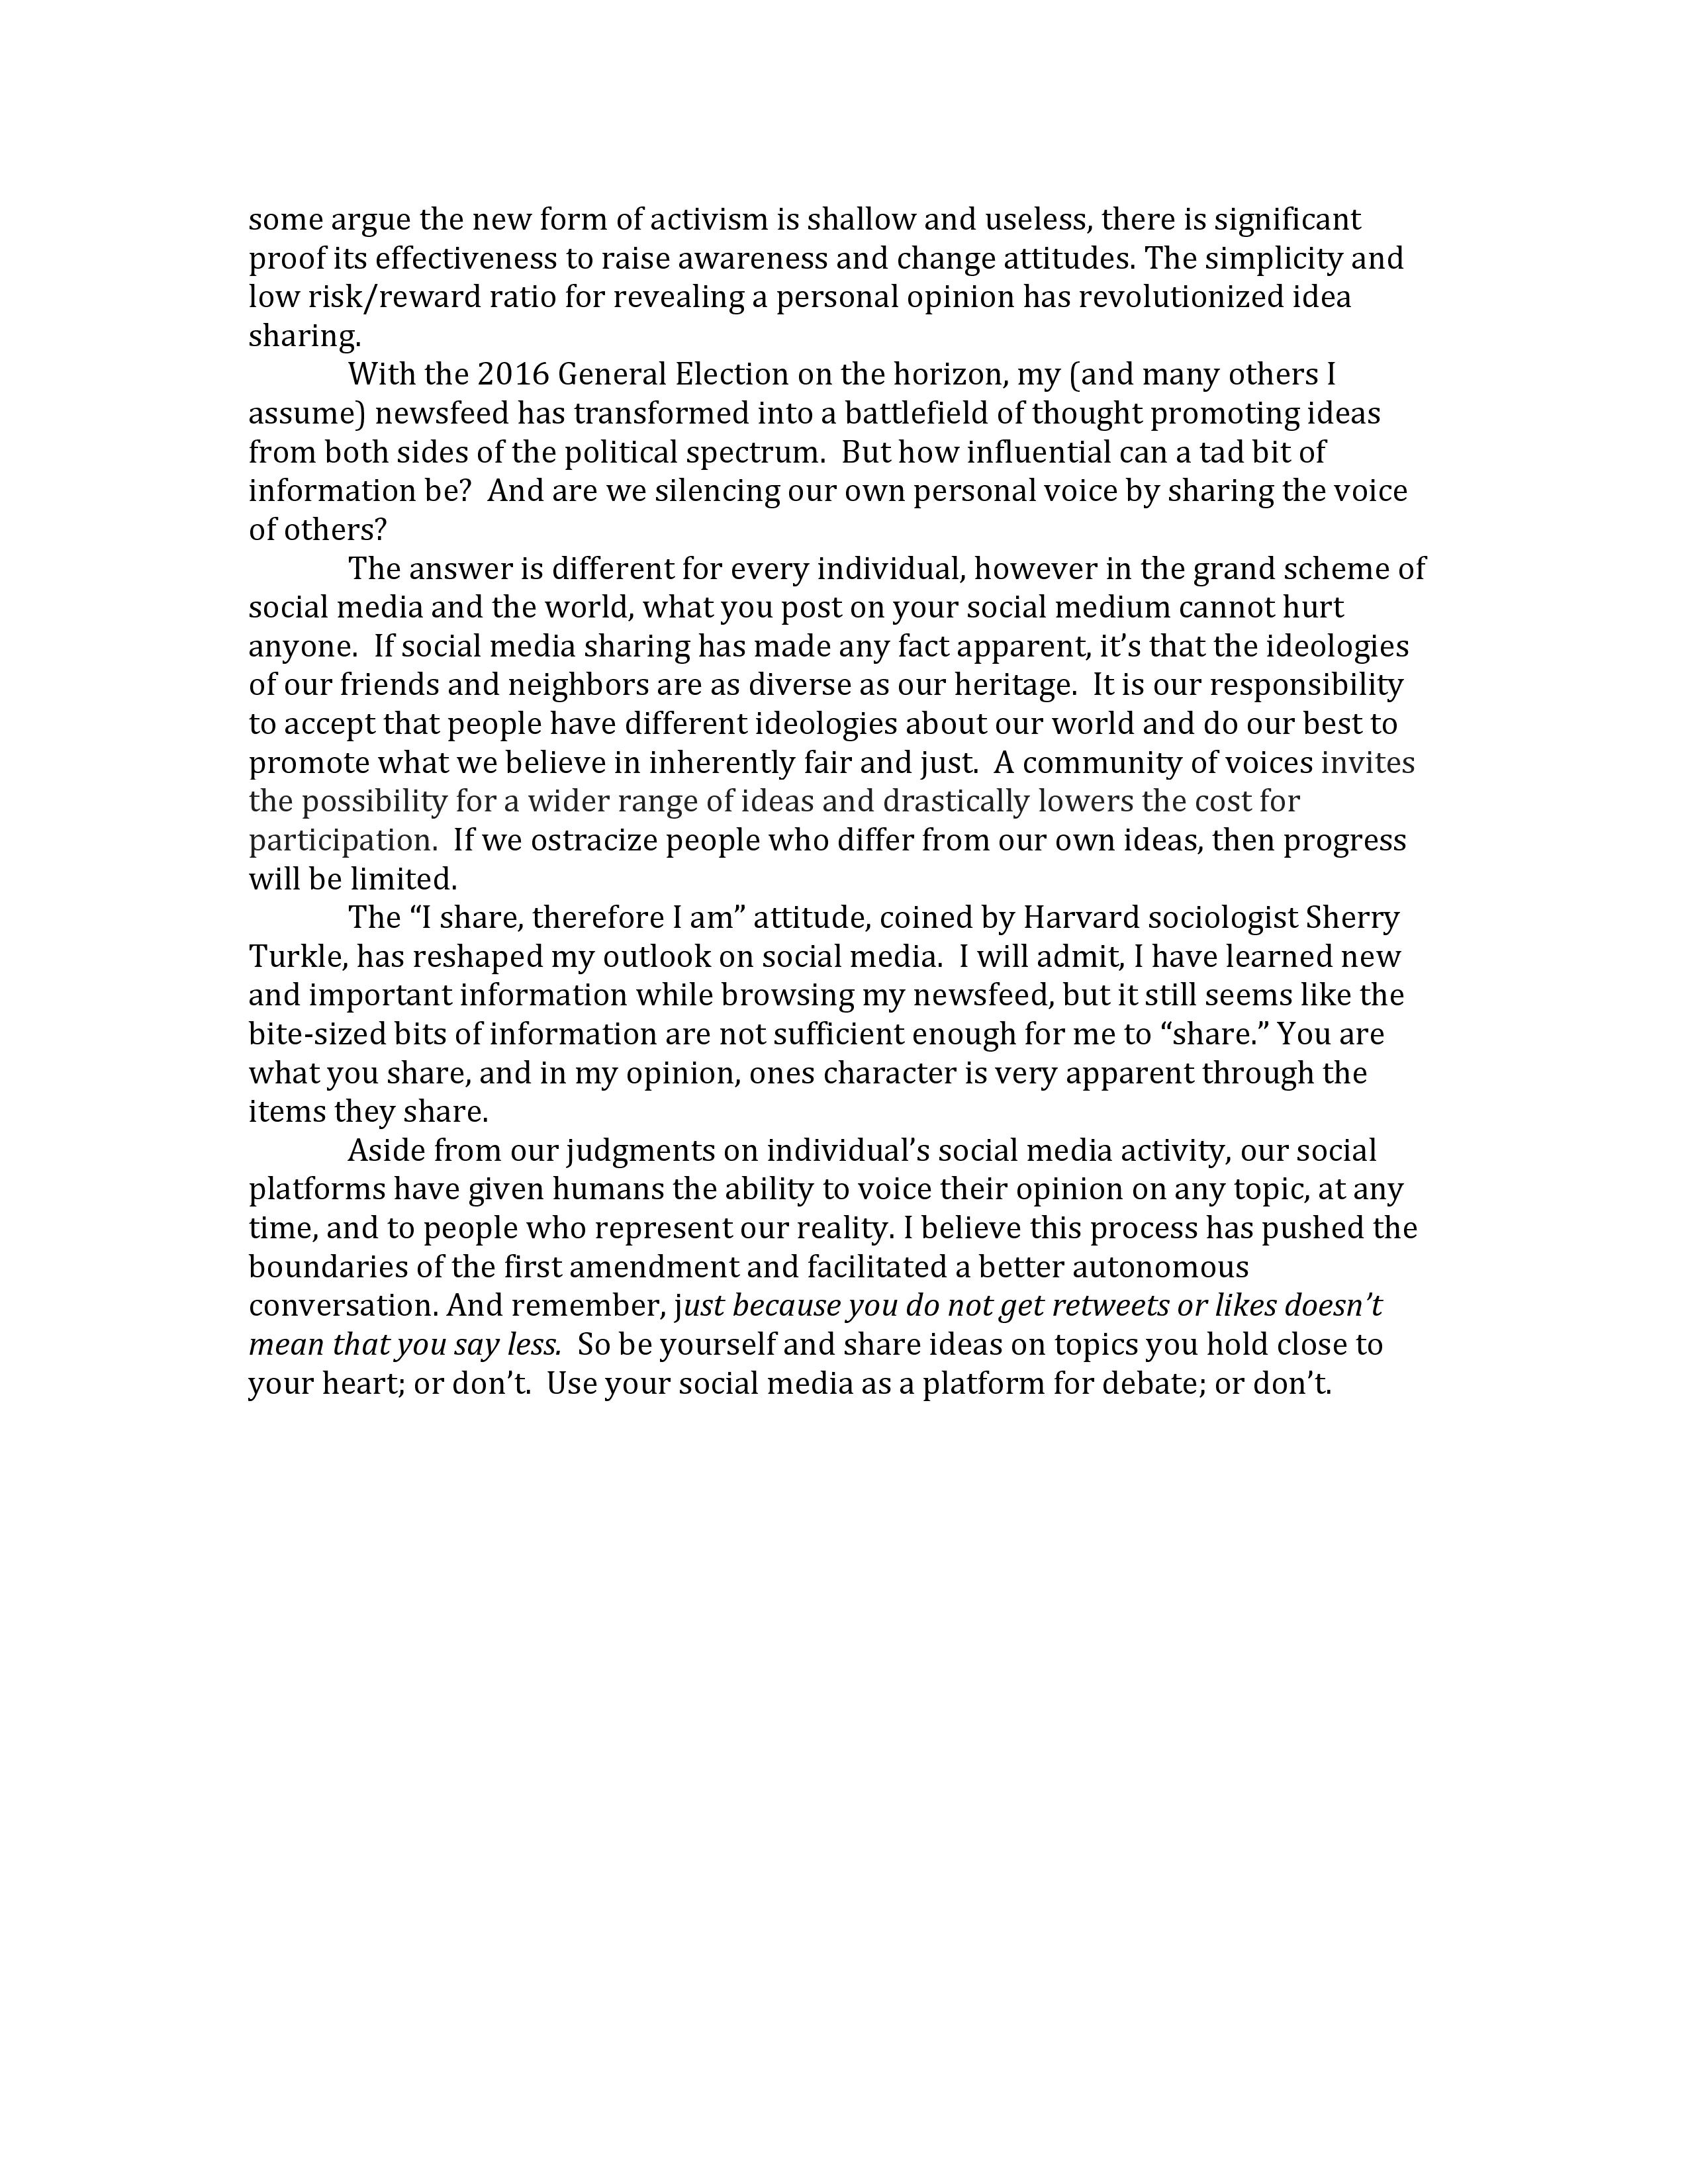 some argue the new form of activism is shallow and useless, there is significant
proof its effectiveness to raise awareness and change attitudes. The simplicity and
low risk/reward ratio for revealing a personal opinion has revolutionized idea
sharing.
With the 2016 General Election on the horizon, my (and many others I
assume) newsfeed has transformed into a battlefield of thought promoting ideas
from both sides of the political spectrum.  But how influential can a tad bit of
information be?  And are we silencing our own personal voice by sharing the voice
of others?
The answer is different for every individual, however in the grand scheme of
social media and the world, what you post on your social medium cannot hurt
anyone.  If social media sharing has made any fact apparent, it’s that the ideologies
of our friends and neighbors are as diverse as our heritage.  It is our responsibility
to accept that people have different ideologies about our world and do our best to
promote what we believe in inherently fair and just.  A community of voices invites
the possibility for a wider range of ideas and drastically lowers the cost for
participation.  If we ostracize people who differ from our own ideas, then progress
will be limited.
The “I share, therefore I am” attitude, coined by Harvard sociologist Sherry
Turkle, has reshaped my outlook on social media.  I will admit, I have learned new
and important information while browsing my newsfeed, but it still seems like the
bite-sized bits of information are not sufficient enough for me to “share.” You are
what you share, and in my opinion, ones character is very apparent through the
items they share.
Aside from our judgments on individual’s social media activity, our social
platforms have given humans the ability to voice their opinion on any topic, at any
time, and to people who represent our reality. I believe this process has pushed the
boundaries of the first amendment and facilitated a better autonomous
conversation. And remember, just because you do not get retweets or likes doesn’t
mean that you say less.  So be yourself and share ideas on topics you hold close to
your heart; or don’t.  Use your social media as a platform for debate; or don’t.